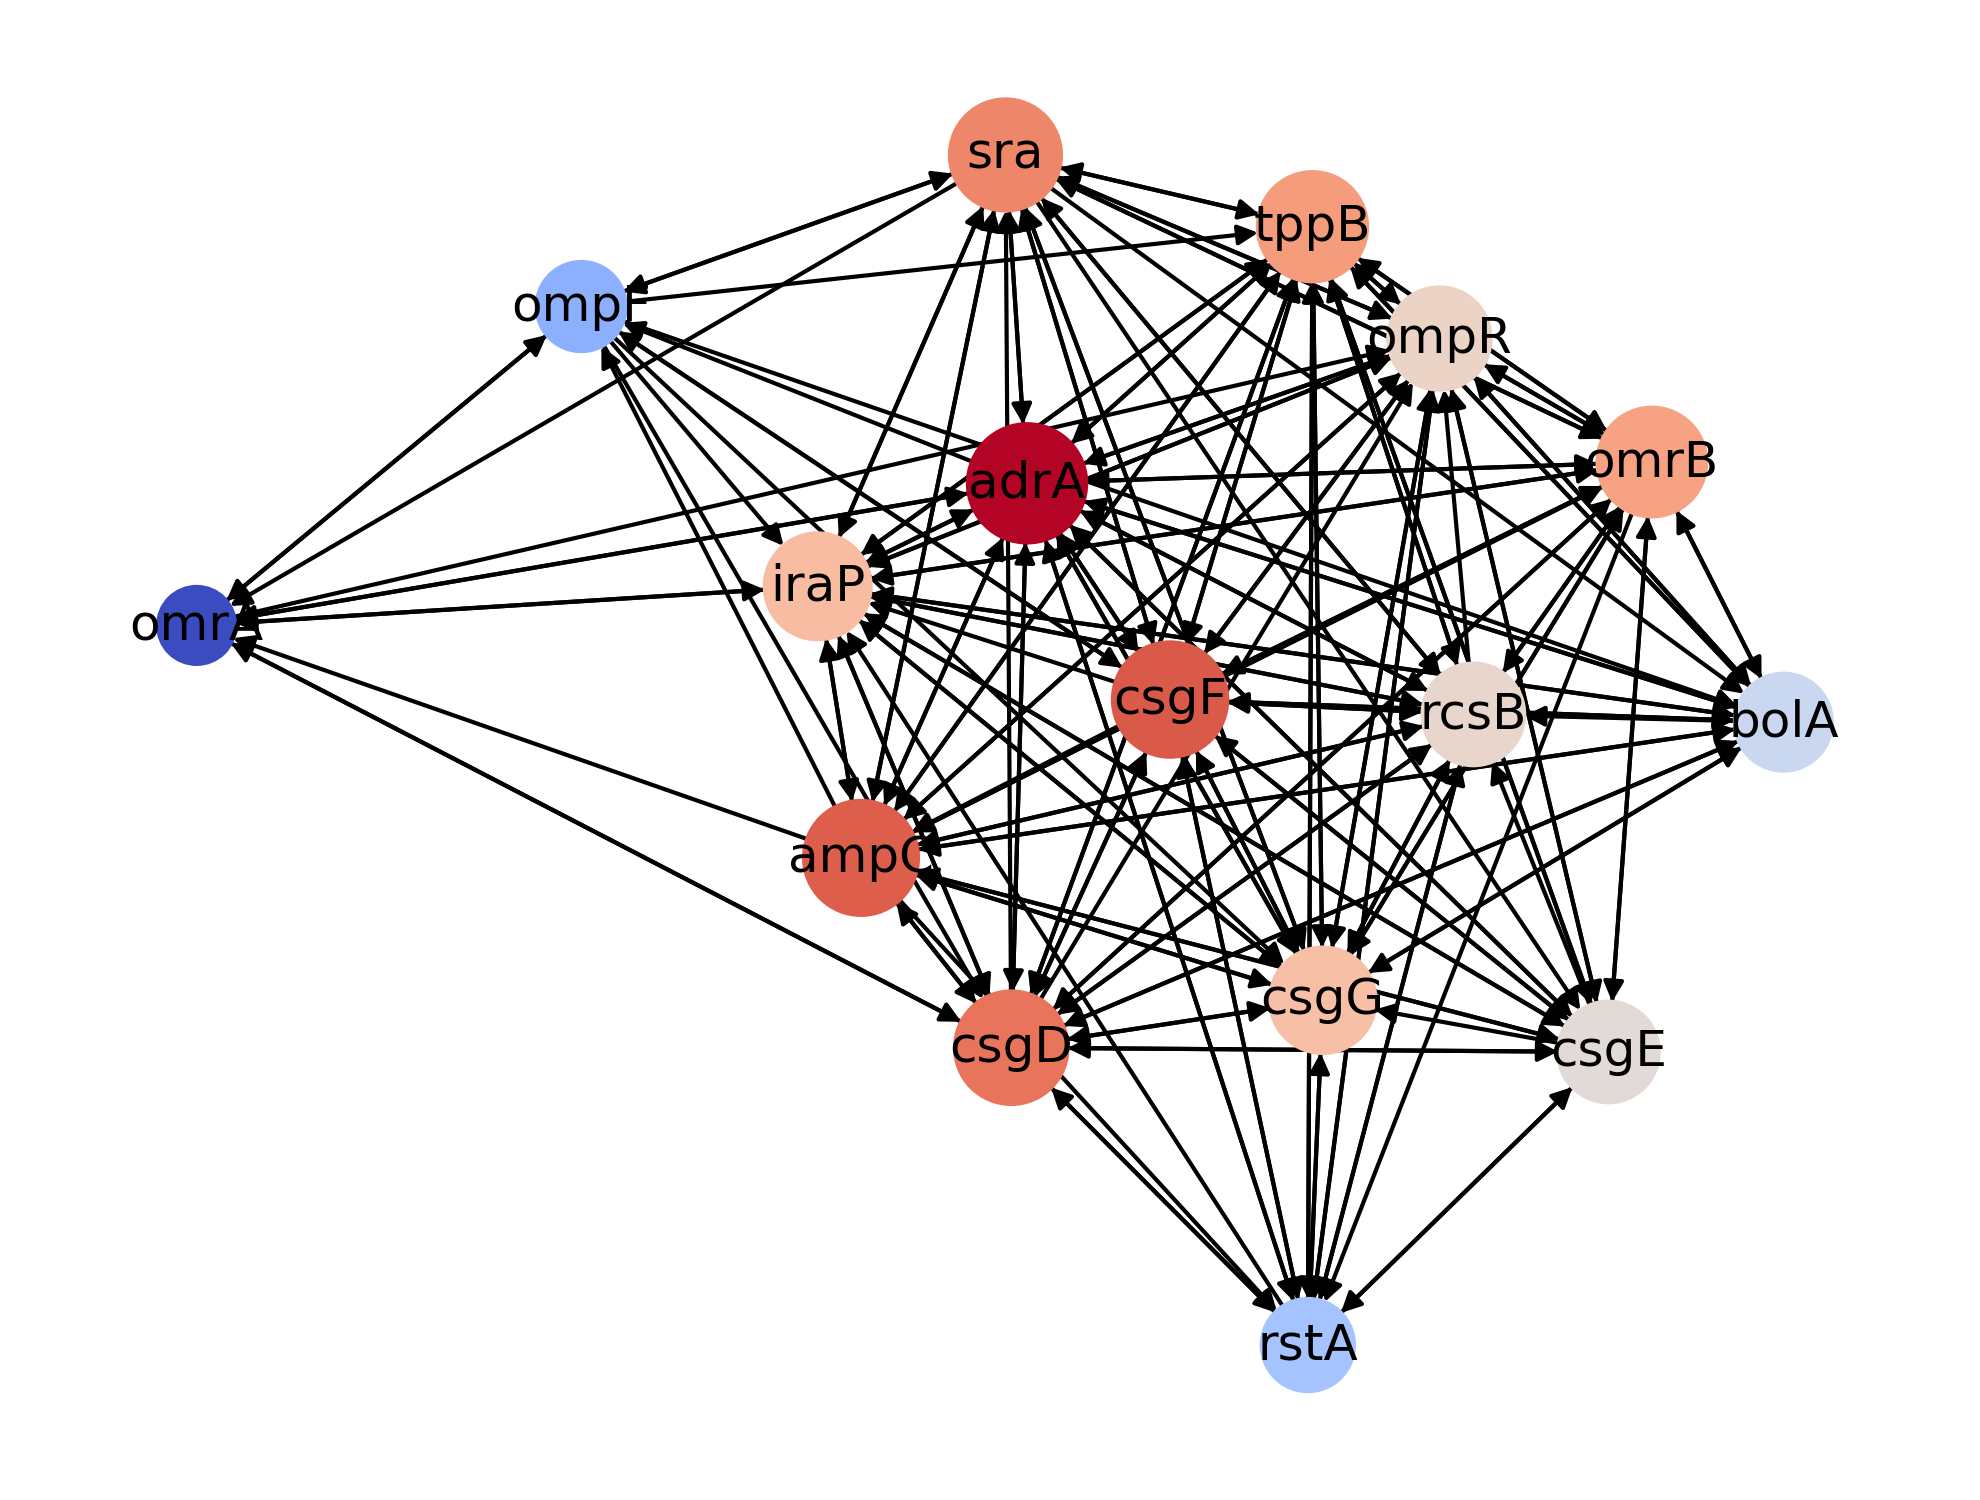 sra
tppB
ompF
ompR
omrB
adrA
iraP
omrA
csgF
rcsB
bolA
ampC
csgG
csgD
csgE
rstA